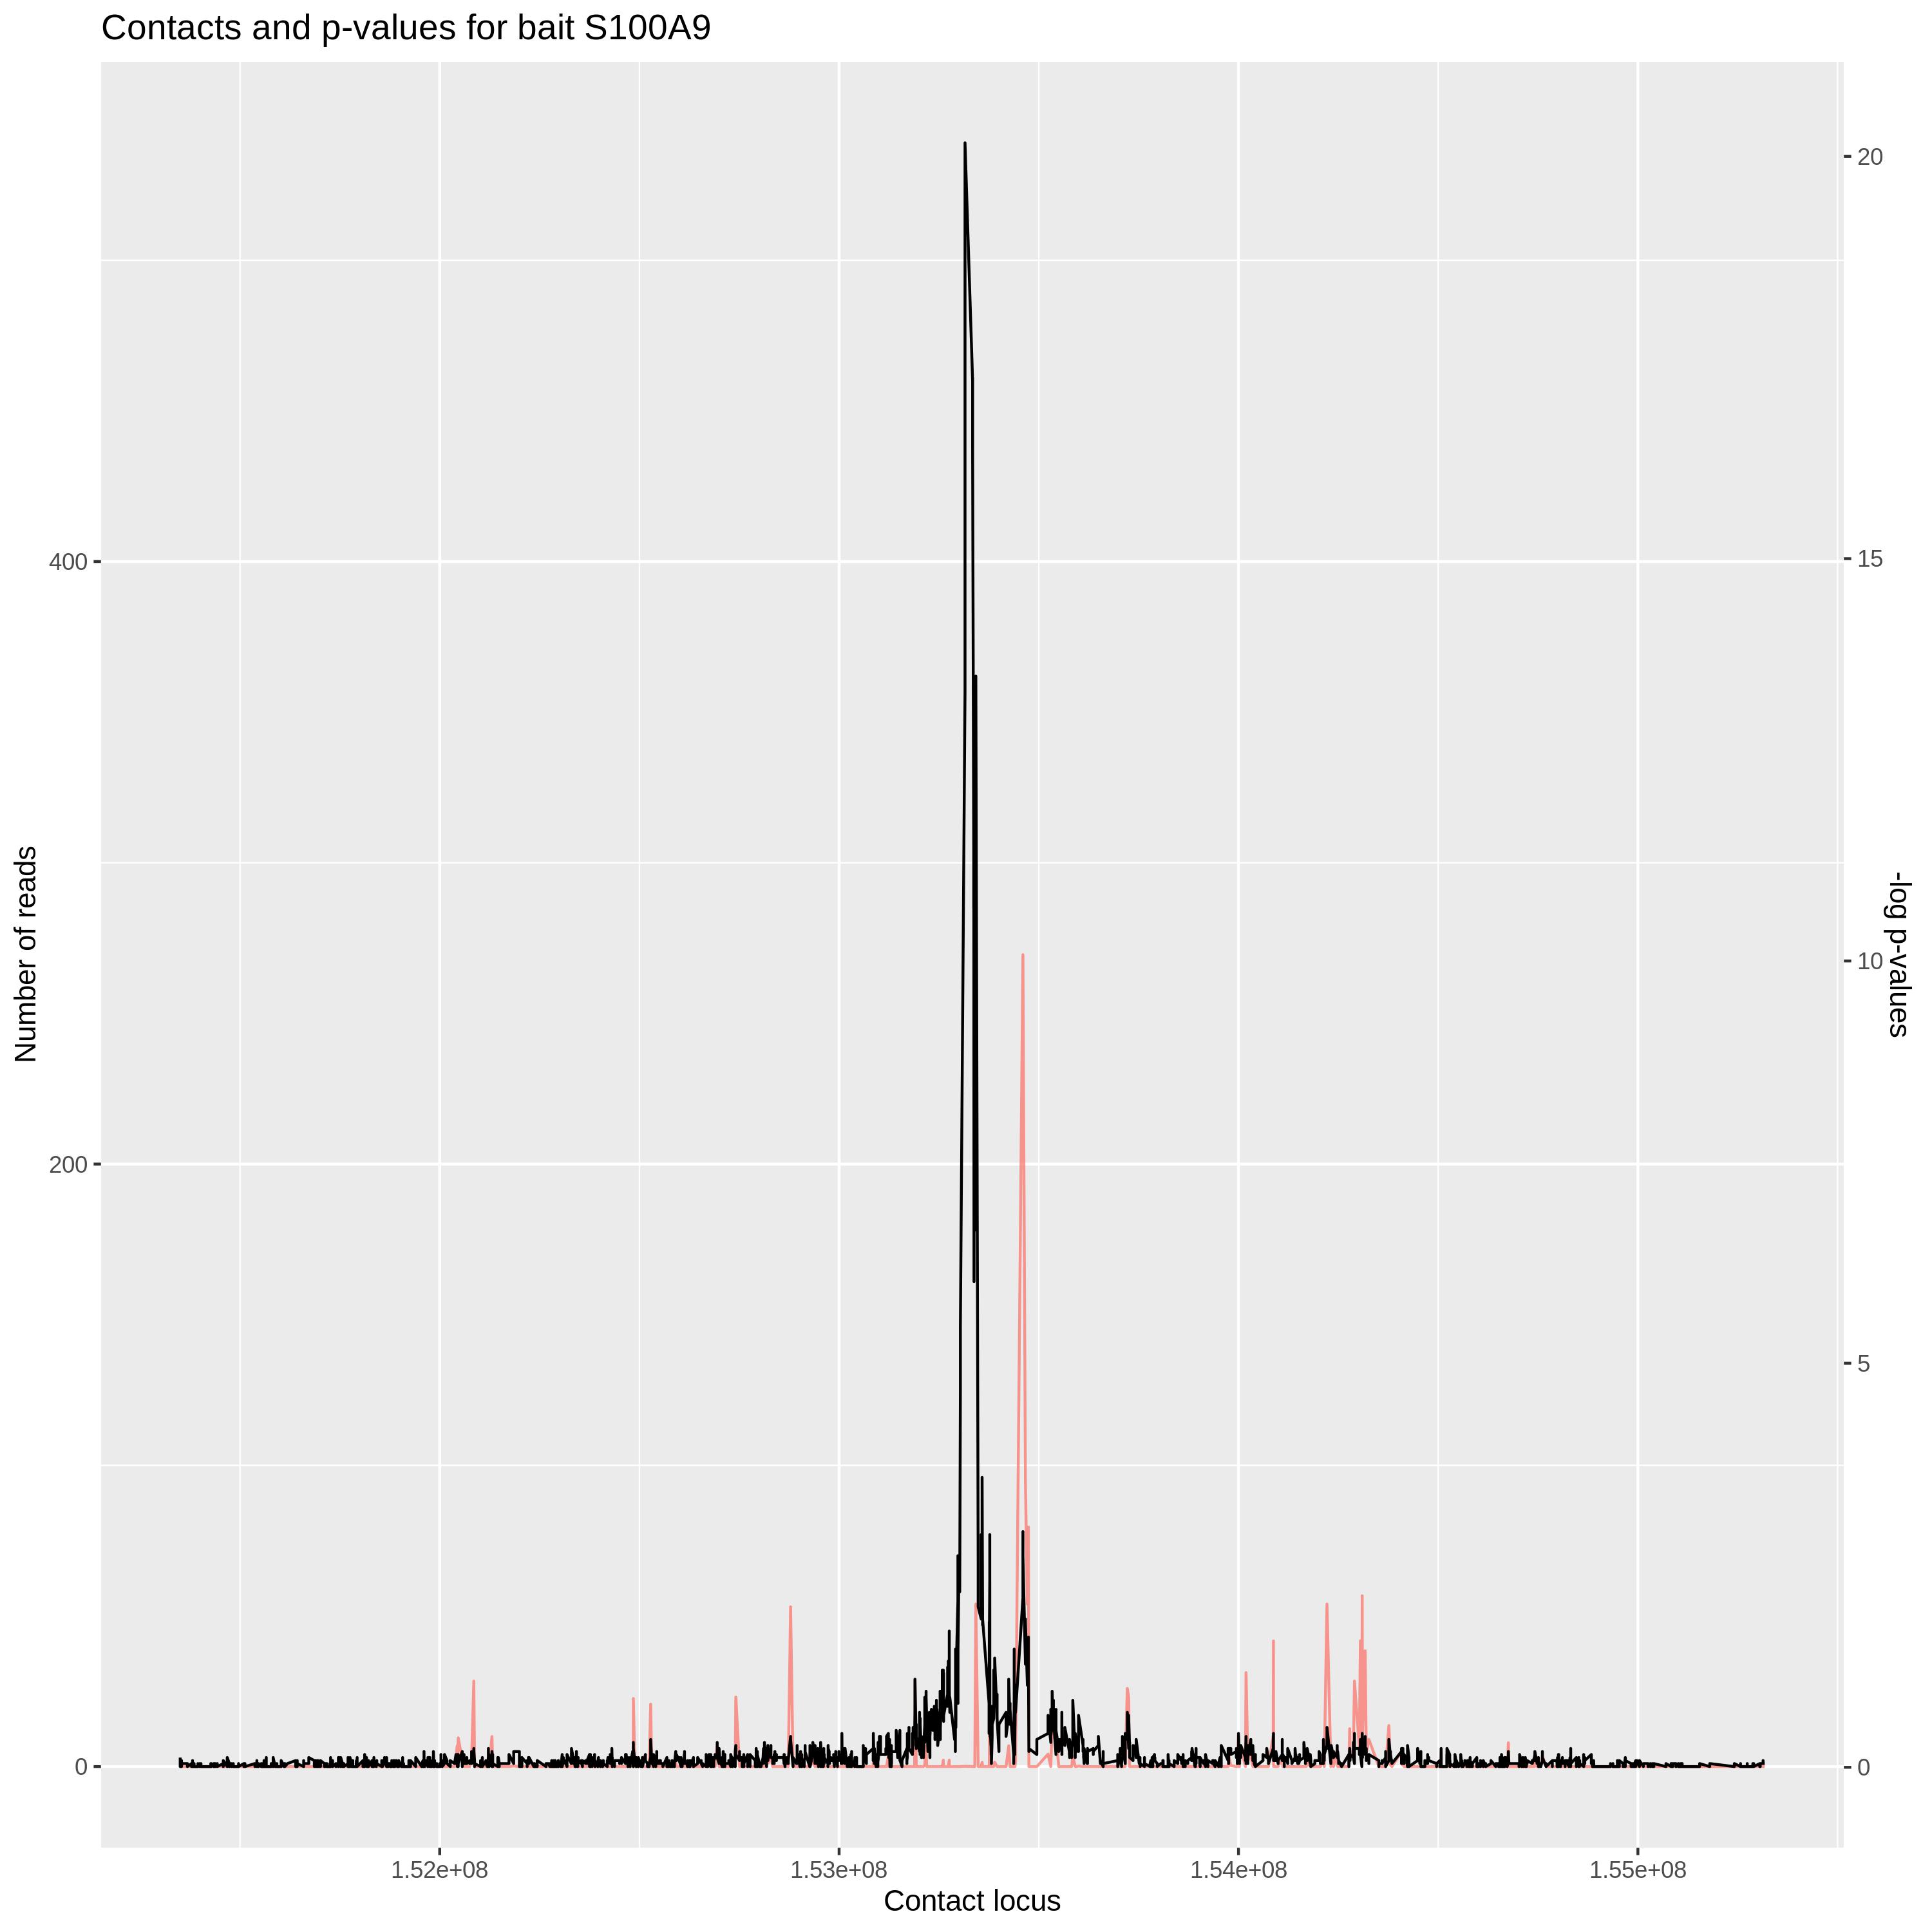 Contacts and p-values for bait S100A9
Number of reads
400
200
0
20
15
10
5
0
-log p-values
1.52e+08
1.53e+08
1.54e+08
1.55e+08
Contact locus